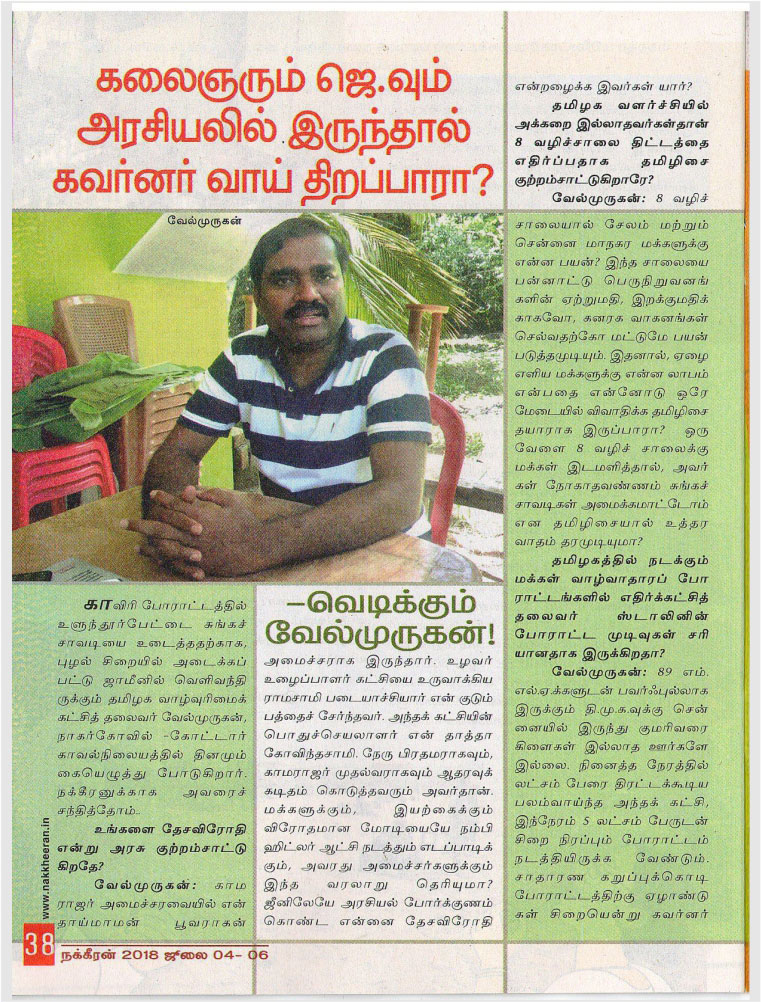 கலைஞரும் ஜெ.வும்
அரசியலில் இருந்தால்
கவர்னர் வாய் திறப்பாரா?
வேல்முருகன்
–வெடிக்கும்
வேல்முருகன்!
காவிரி போராட்டத்தில்
உளுந்தூர்பேட்டை சுங்கச்
சாவடியை உடைத்ததற்காக,
புழல் சிறையில் அடைக்கப்
பட்டு ஜாமீனில் வெளிவந்தி
ருக்கும் தமிழக வாழ்வுரிமைக்
கட்சித் தலைவர் வேல்முருகன்,
நாகர்கோவில் -கோட்டார்
காவல்நிலையத்தில் தினமும்
கையெழுத்து போடுகிறார்.
நக்கீரனுக்காக அவரைச்
சந்தித்தோம்..
உங்களை தேசவிரோதி
என்று அரசு குற்றம்சாட்டு
கிறதே?
வேல்முருகன்: காம
ராஜர் அமைச்சரவையில் என்
தாய்மாமன் பூவராகன்
அமைச்சராக இருந்தார். உழவர்
உழைப்பாளர் கட்சியை உருவாக்கிய
ராமசாமி படையாச்சியார் என் குடும்
பத்தைச் சேர்ந்தவர். அந்தக் கட்சியின்
பொதுச்செயலாளர் என் தாத்தா
கோவிந்தசாமி. நேரு பிரதமராகவும்,
காமராஜர் முதல்வராகவும் ஆதரவுக்
கடிதம் கொடுத்தவரும் அவர்தான்.
மக்களுக்கும், இயற்கைக்கும்
விரோதமான மோடியையே நம்பி
ஹிட்லர் ஆட்சி நடத்தும் எடப்பாடிக்
கும், அவரது அமைச்சர்களுக்கும்
இந்த வரலாறு தெரியுமா?
ஜீனிலேயே அரசியல் போர்க்குணம்
கொண்ட என்னை தேசவிரோதி
என்றழைக்க இவர்கள் யார்?
தமிழக வளர்ச்சியில்
அக்கறை இல்லாதவர்கள்தான்
8 வழிச்சாலை திட்டத்தை
எதிர்ப்பதாக தமிழிசை
குற்றம்சாட்டுகிறாரே?
வேல்முருகன்: 8 வழிச்
சாலையால் சேலம் மற்றும்
சென்னை மாநகர மக்களுக்கு
என்ன பயன்? இந்த சாலையை
பன்னாட்டு பெருநிறுவனங்
களின் ஏற்றுமதி, இறக்குமதிக்
காகவோ, கனரக வாகனங்கள்
செல்வதற்கோ மட்டுமே பயன்
படுத்தமுடியும். இதனால், ஏழை
எளிய மக்களுக்கு என்ன லாபம்
என்பதை என்னோடு ஒரே
மேடையில் விவாதிக்க தமிழிசை
தயாராக இருப்பாரா? ஒரு
வேளை 8 வழிச் சாலைக்கு
மக்கள் இடமளித்தால், அவர்
கள் நோகாதவண்ணம் சுங்கச்
சாவடிகள் அமைக்கமாட்டோம்
என தமிழிசையால் உத்தர
வாதம் தரமுடியுமா?
தமிழகத்தில் நடக்கும்
மக்கள் வாழ்வாதாரப் போ
ராட்டங்களில் எதிர்க்கட்சித்
தலைவர் ஸ்டாலினின்
போராட்ட முடிவுகள் சரி
யானதாக இருக்கிறதா?
வேல்முருகன்: 89 எம்.
எல்.ஏ.க்களுடன் பவர்ஃபுல்லாக
இருக்கும் தி.மு.க.வுக்கு சென்
னையில் இருந்து குமரிவரை
கிளைகள் இல்லாத ஊர்களே
இல்லை. நினைத்த நேரத்தில்
லட்சம் பேரை திரட்டக்கூடிய
பலம்வாய்ந்த அந்தக் கட்சி,
இந்நேரம் 5 லட்சம் பேருடன்
சிறை நிரப்பும் போராட்டம்
நடத்தியிருக்க வேண்டும்.
சாதாரண கறுப்புக்கொடி
போராட்டத்திற்கு ஏழாண்டு
கள் சிறையென்று கவர்னர்
www.nakkheeran.in
38
நக்கீரன் 2018 ஜூலை 04- 06